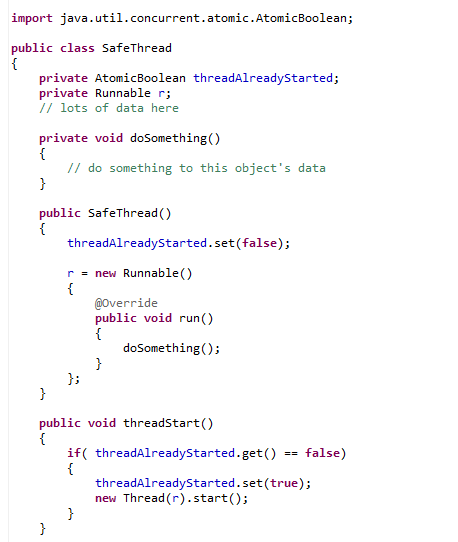 import java.util.concurrent.atomic.AtomicBoolean;
public class SafeThread
{
    private AtomicBoolean threadAlreadyStarted;
    private Runnable r;
    // lots of data here
    private void doSomething()
    {
        // do something to this object's data
    }
    public SafeThread()
    {
        threadAlreadyStarted.set(false);
        r = new Runnable()
        {
            @Override
            public void run()
            {
                doSomething();
            }
        };
    }
    public void threadStart()
    {
        if( threadAlreadyStarted.get() == false)
        {
            threadAlreadyStarted.set(true);
            new Thread(r).start();
        }
    }